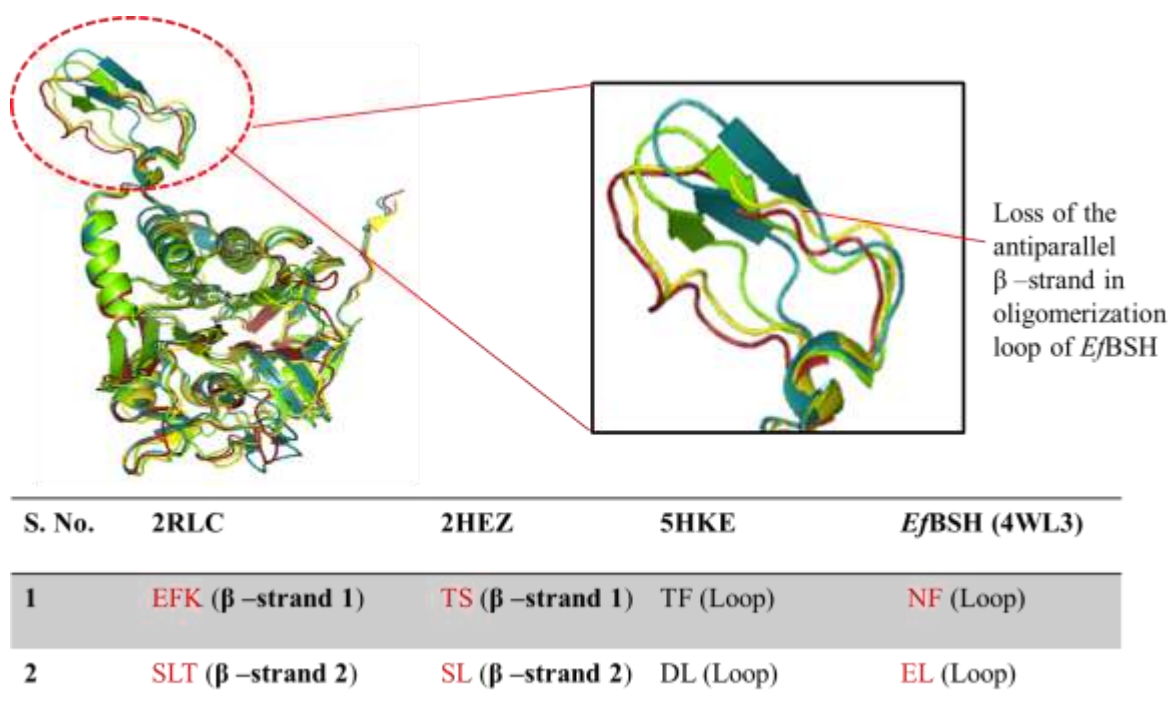 Loss of the
antiparallel
β –strand in
oligomerization
loop of EfBSH
S. No. 2RLC 2HEZ 5HKE EfBSH (4WL3)
1 EFK (β –strand 1) TS (β –strand 1) TF (Loop) NF (Loop)
2 SLT (β –strand 2) SL (β –strand 2) DL (Loop) EL (Loop)